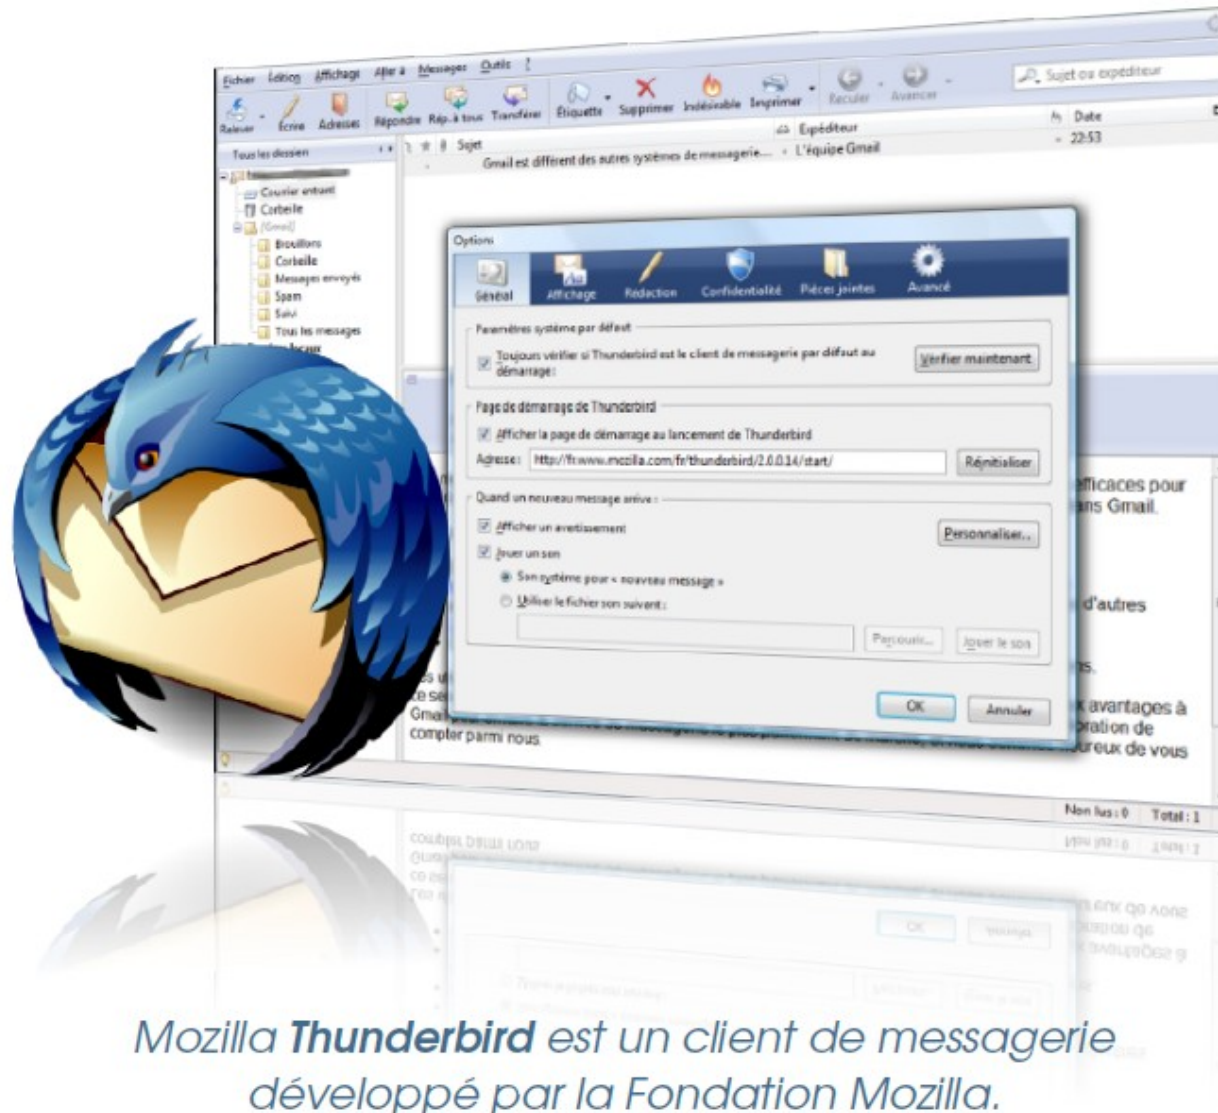 Fichier Édition Affichage Aller à Messages Outils ?
Relever Écrire Adresses Répondre Rép. à tous Transférer Étiquette Supprimer Indésirable Imprimer Reculer Avancer Sujet ou expéditeur
Tous les dossiers
Sujet Expéditeur Date
Gmail est différent des autres systèmes de messagerie... L'équipe Gmail 22:53
Courrier entrant
Corbeille
[Gmail]
Brouillons
Corbeille
Messages envoyés
Spam
Suivi
Tous les messages
locaux
Options
Général Affichage Rédaction Confidentialité Pièces jointes Avancé
Paramètres système par défaut
Toujours vérifier si Thunderbird est le client de messagerie par défaut au
démarrage:
Vérifier maintenant
Page de démarrage de Thunderbird
Afficher la page de démarrage au lancement de Thunderbird
Adresse: http://fr.www.mozilla.com/fr/thunderbird/2.0.0.14/start/ Réinitialiser
Quand un nouveau message arrive :
Afficher un avertissement Personnaliser...
Jouer un son
Son système pour « nouveau message »
Utiliser le fichier son suivant :
Parcourir... Jouer le son
OK Annuler
efficaces pour
ans Gmail.
d'autres
ns.
avantages à
oration de
ureux de vous
compter parmi nous.
Non lus : 0 Total : 1
Mozilla Thunderbird est un client de messagerie
développé par la Fondation Mozilla.